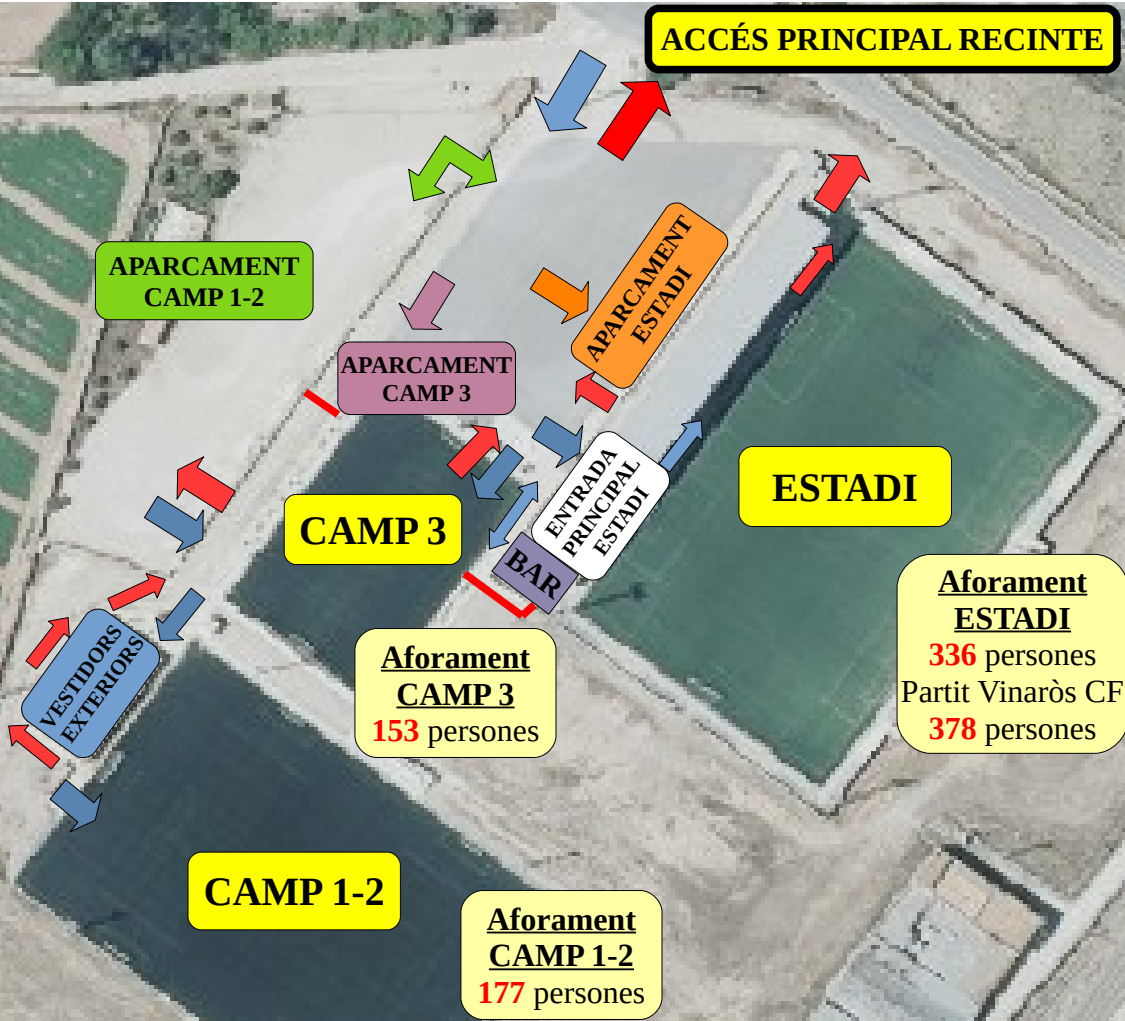 ACCÉS PRINCIPAL RECINTE
APARCAMENT
CAMP 1-2
APARCAMENT
ESTADI
APARCAMENT
CAMP 3
ENTRADA
PRINCIPAL
ESTADI
BAR
CAMP 3
ESTADI
Aforament
ESTADI
336 persones
Partit Vinaròs CF
378 persones
VESTIDORS
EXTERIORS
Aforament
CAMP 3
153 persones
CAMP 1-2
Aforament
CAMP 1-2
177 persones